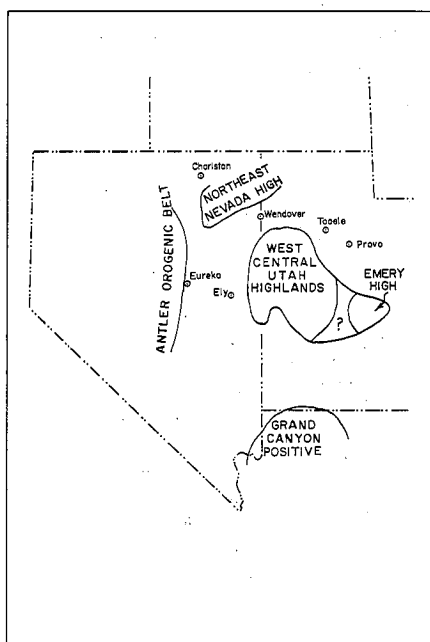 Charleston
NORTHEAST
NEVADA HIGH
Wendover
Tooele
Provo
ANTLER OROGENIC BELT
WEST
CENTRAL
UTAH
HIGHLANDS
EMERY
HIGH
Eureka
Ely
?
GRAND
CANYON
POSITIVE